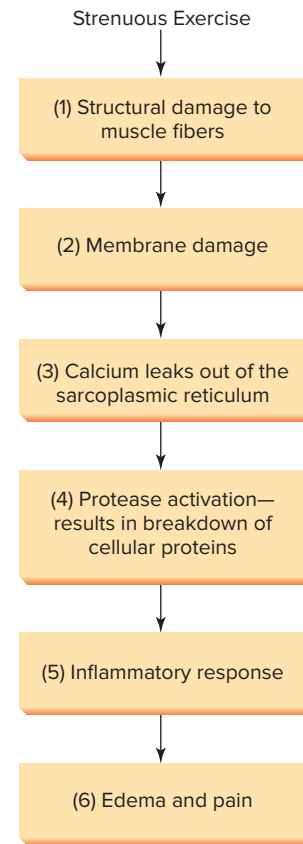 Strenuous Exercise
(1) Structural damage to
muscle fibers
(2) Membrane damage
(3) Calcium leaks out of the
sarcoplasmic reticulum
(4) Protease activation—
results in breakdown of
cellular proteins
(5) Inflammatory response
(6) Edema and pain